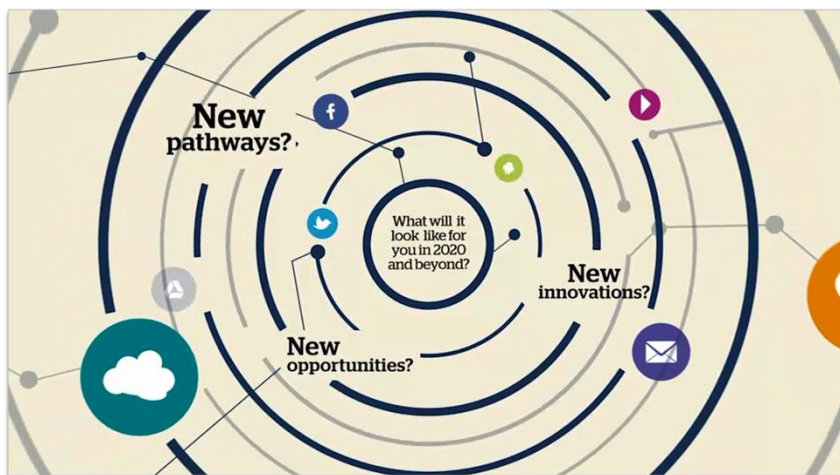 New
pathways?
What will it
look like for
you in 2020
and beyond?
New
innovations?
New
opportunities?